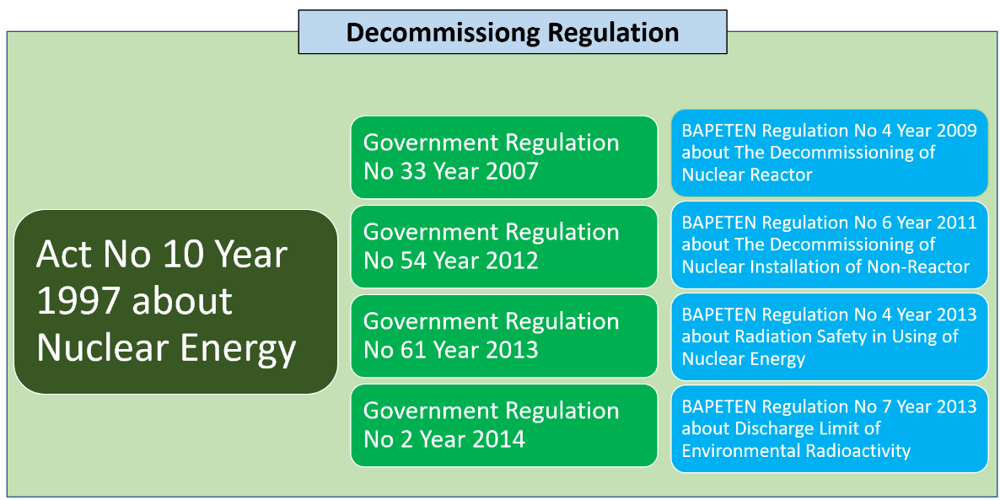 Decommissiong Regulation
Act No 10 Year
1997 about
Nuclear Energy
Government Regulation
No 33 Year 2007
Government Regulation
No 54 Year 2012
Government Regulation
No 61 Year 2013
Government Regulation
No 2 Year 2014
BAPETEN Regulation No 4 Year 2009
about The Decommissioning of
Nuclear Reactor
BAPETEN Regulation No 6 Year 2011
about The Decommissioning of
Nuclear Installation of Non-Reactor
BAPETEN Regulation No 4 Year 2013
about Radiation Safety in Using of
Nuclear Energy
BAPETEN Regulation No 7 Year 2013
about Discharge Limit of
Environmental Radioactivity